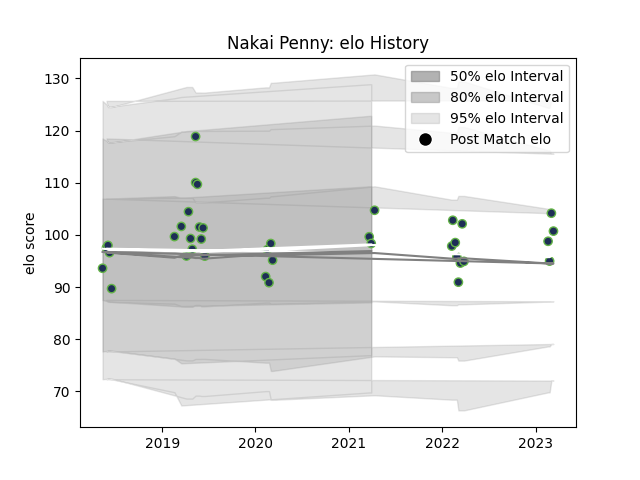 Nakai Penny: elo History
50% elo Interval
80% elo Interval
95% elo Interval
Post Match elo
elo score
130
120
110
100
90
80
70
2019 2020 2021 2022 2023